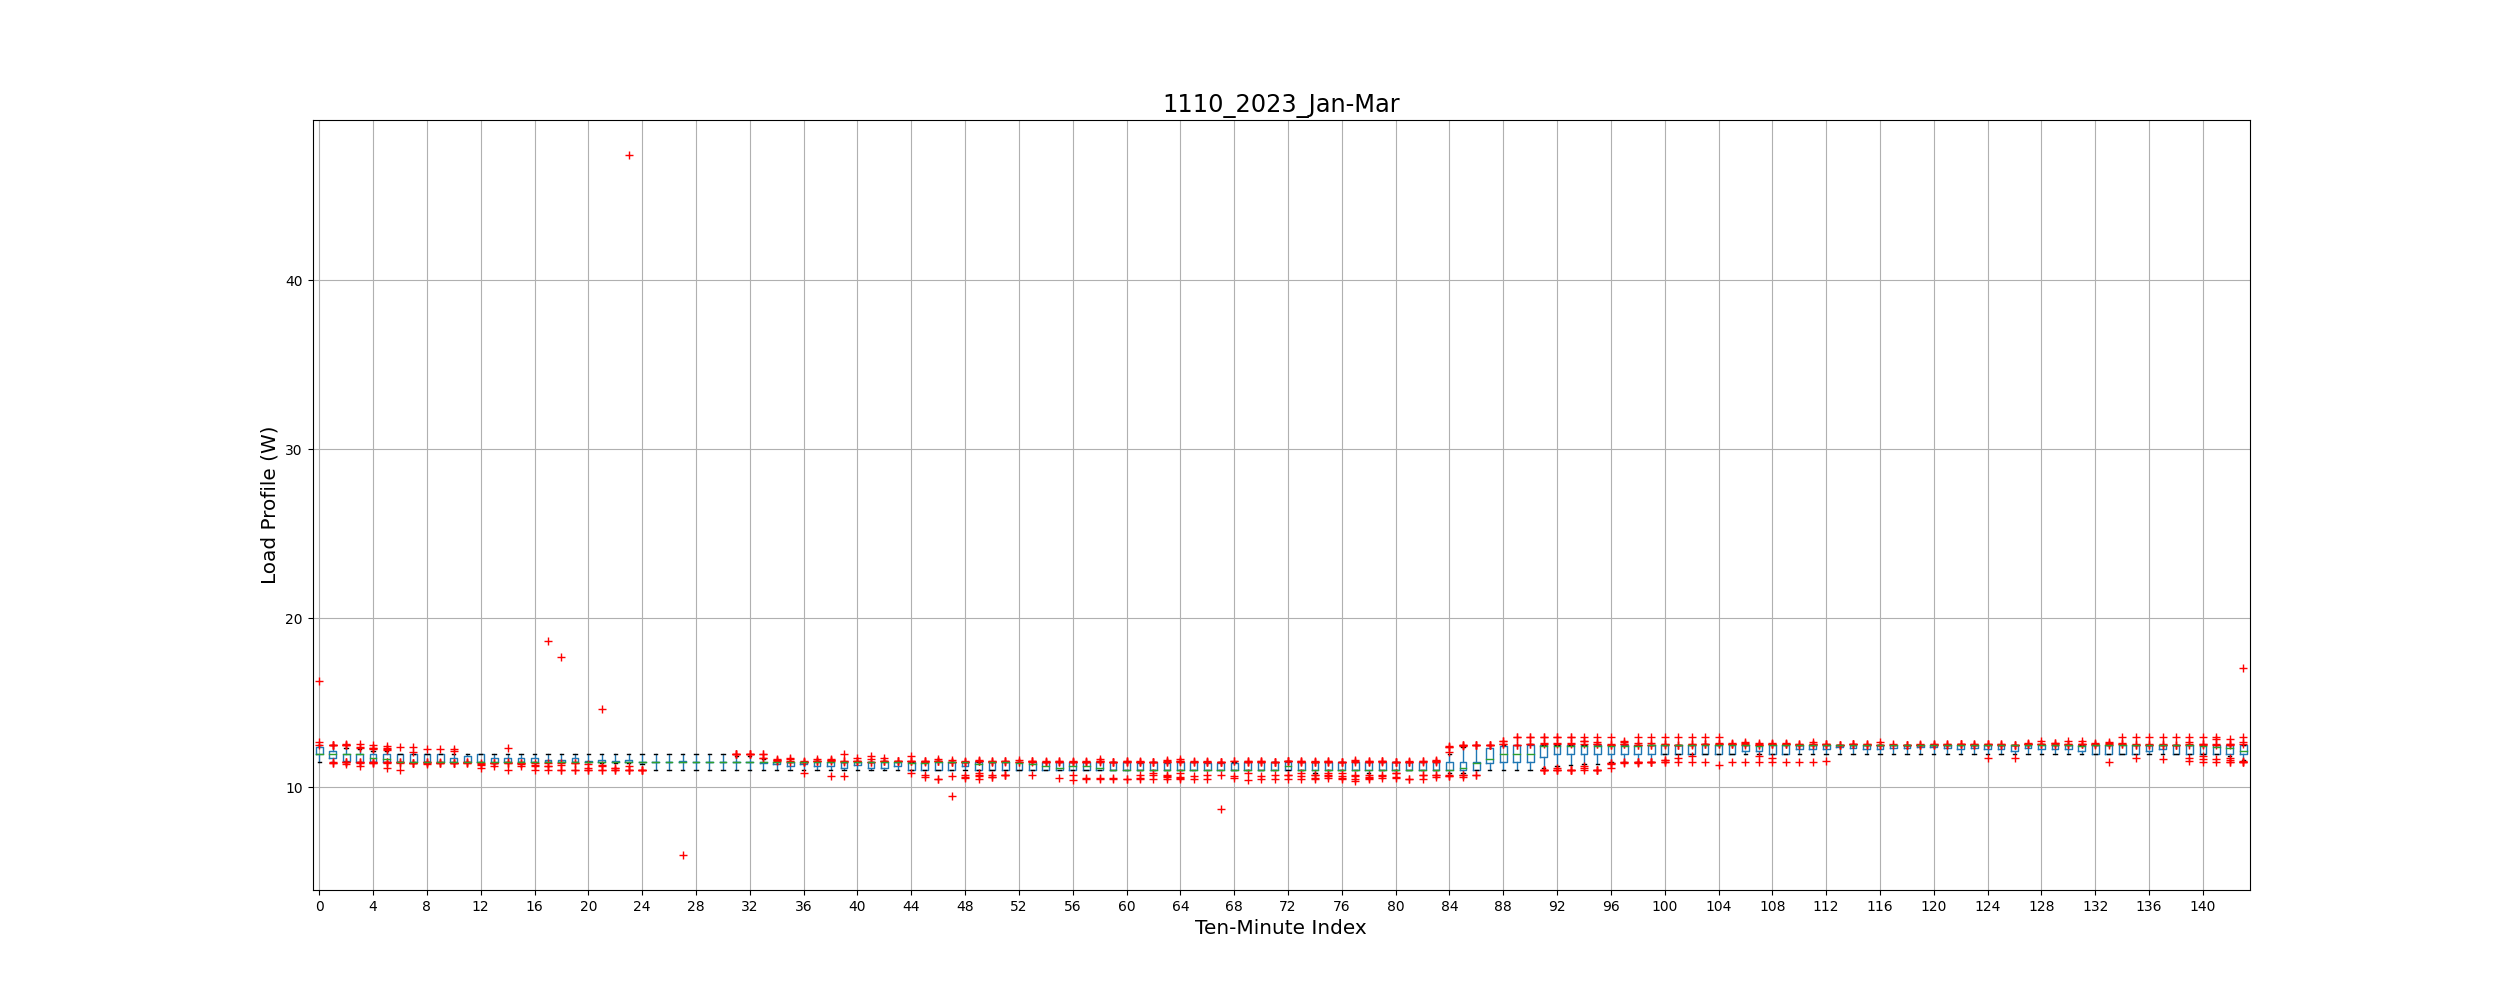 1110_2023_Jan-Mar
Load Profile (W)
40
30
20
10
0 4 8 12 16 20 24 28 32 36 40 44 48 52 56 60 64 68 72 76 80 84 88 92 96 100 104 108 112 116 120 124 128 132 136 140
Ten-Minute Index